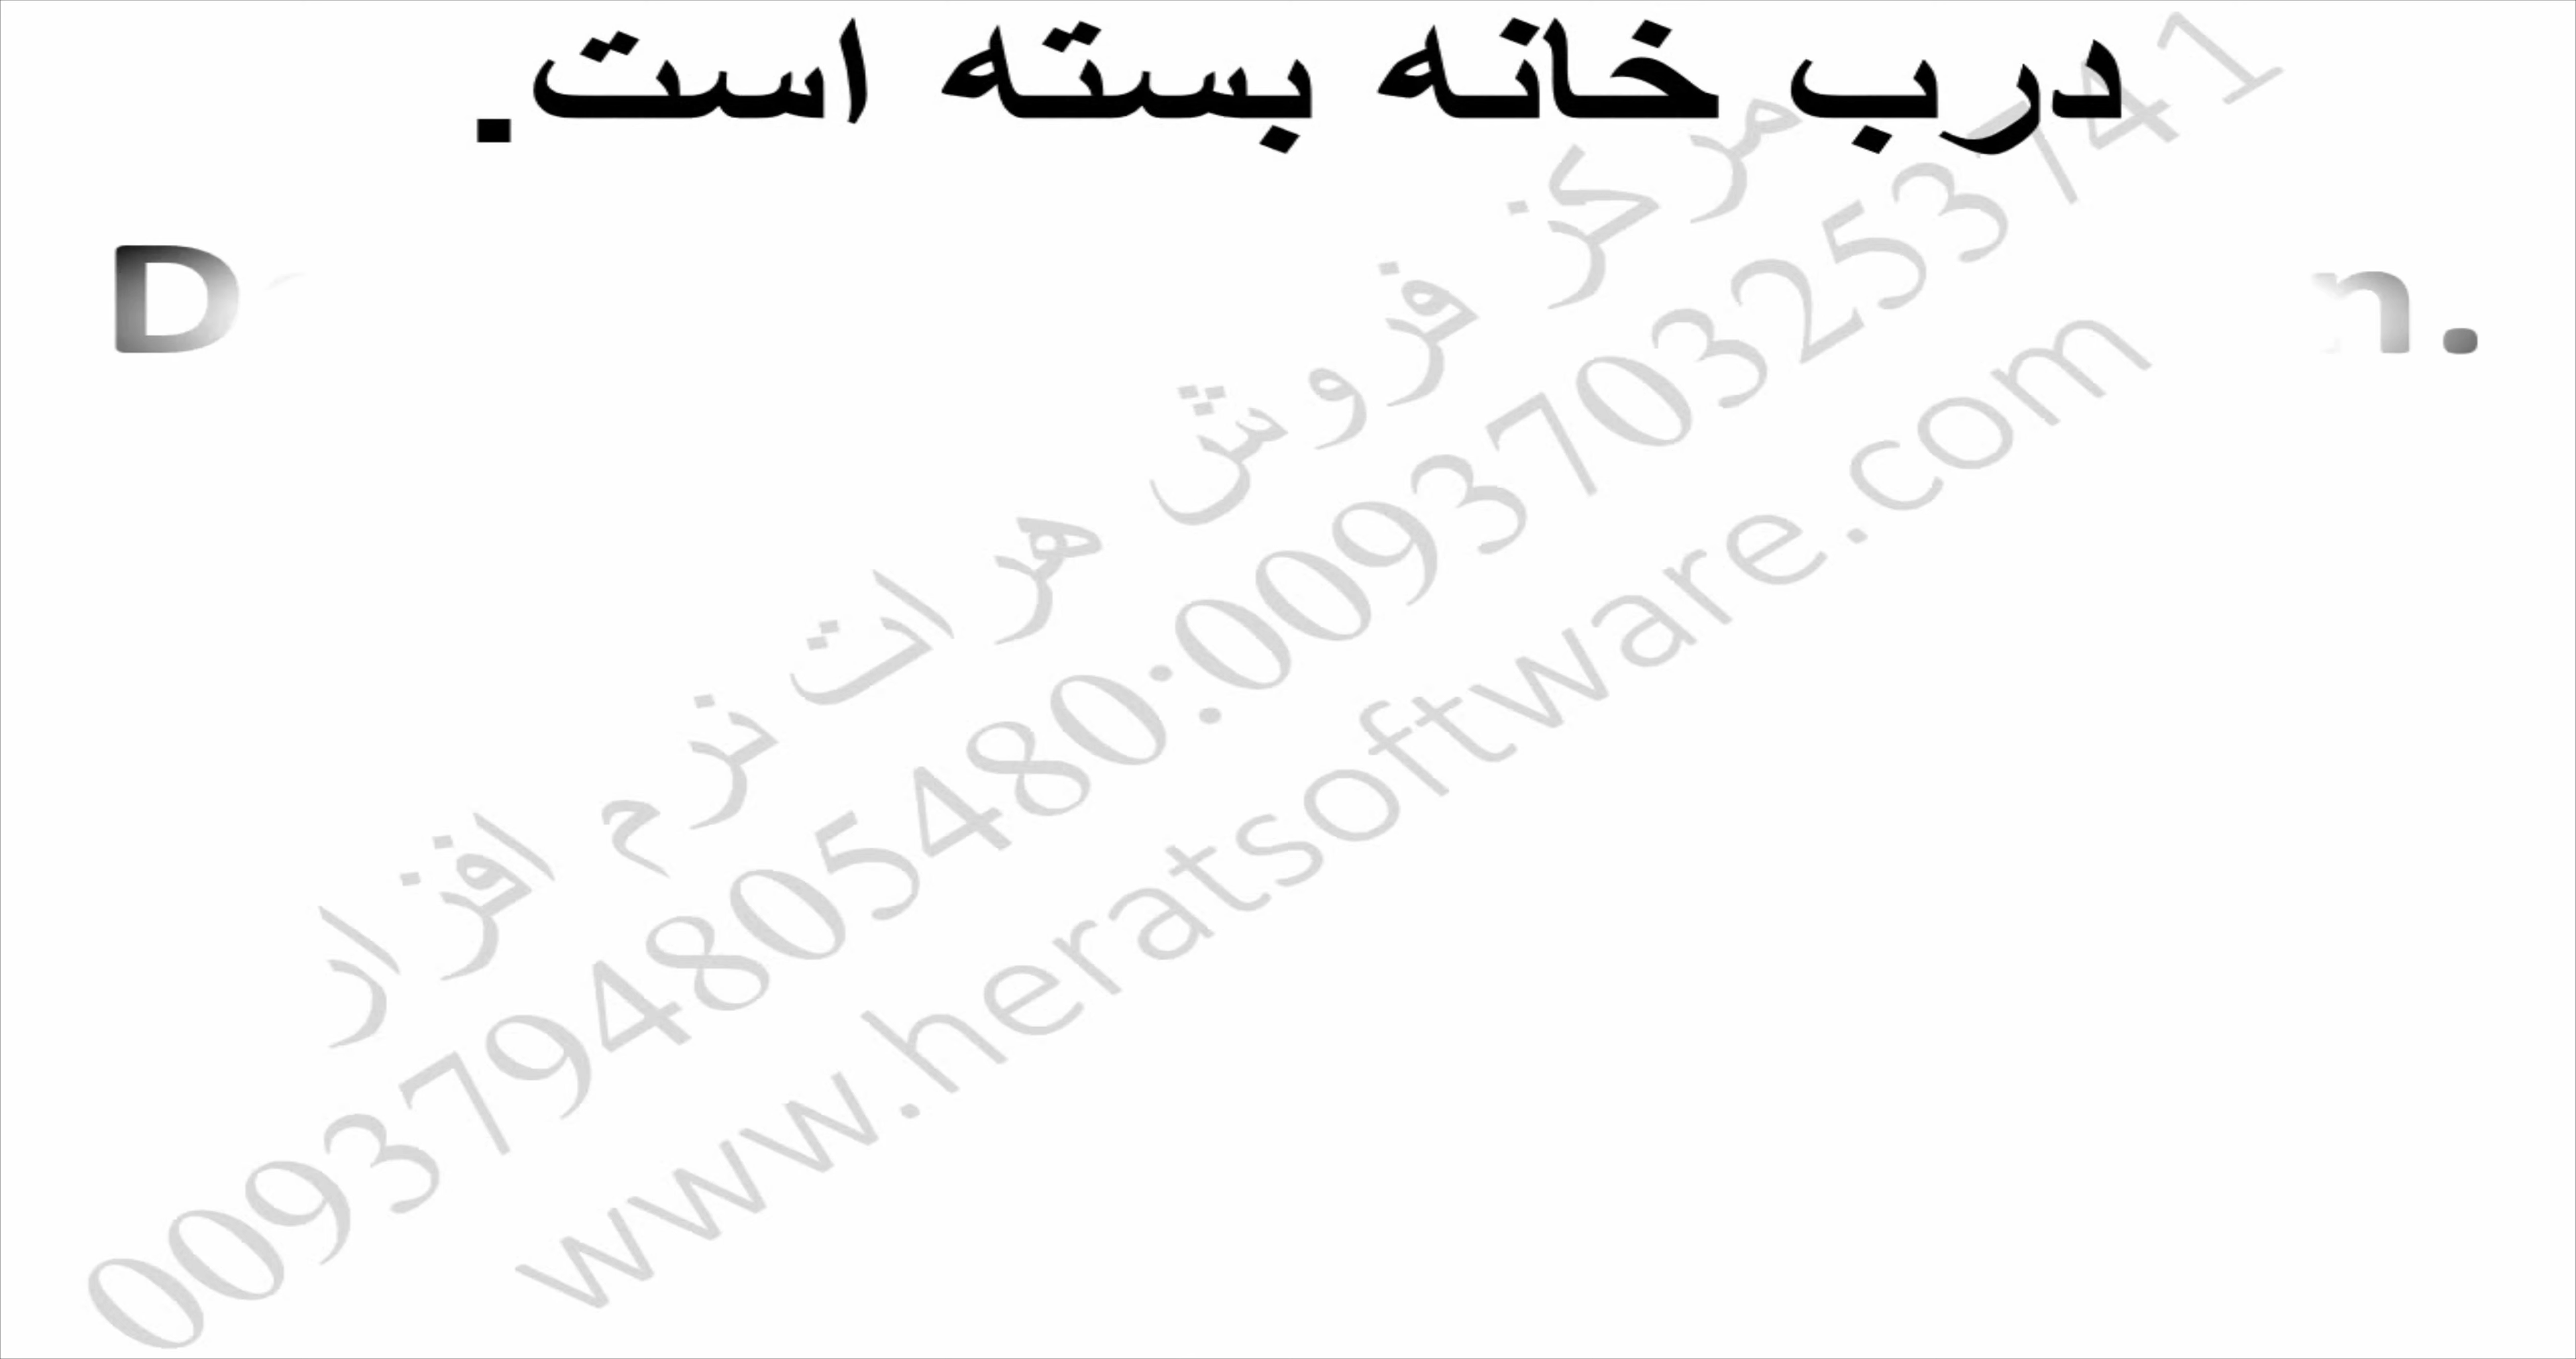 درب خانه بسته است.
مرکز فروش هرات نرم افزار
0093794805480:0093703253741
www.heratsoftware.com